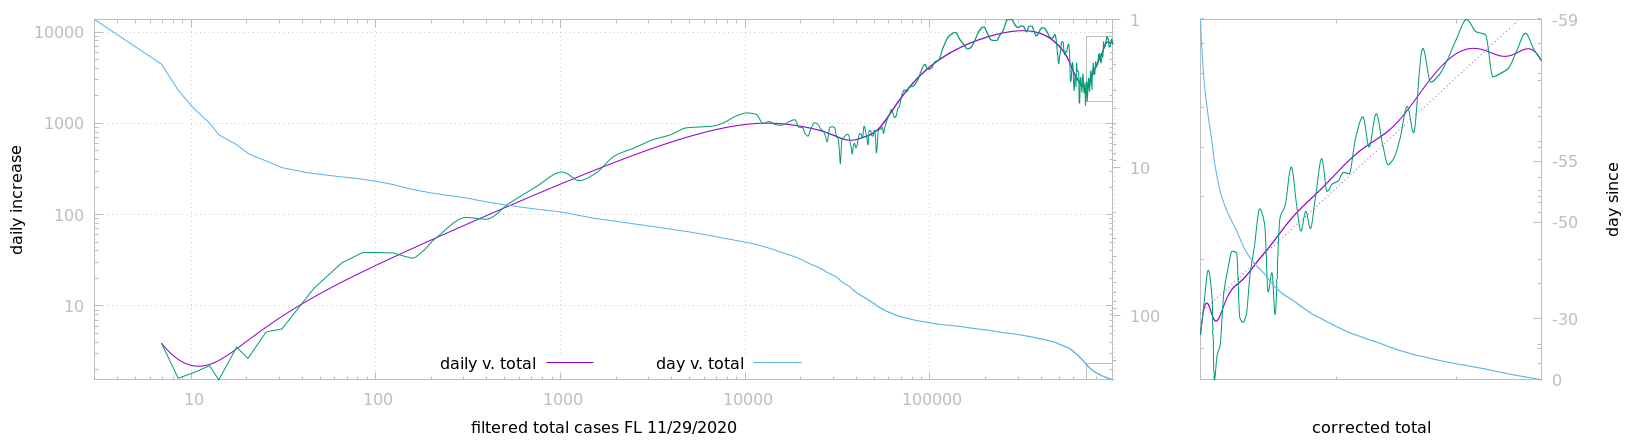 10000
1000
100
10
daily increase
1
10
100
daily v. total
day v. total
10
100
1000
10000
100000
filtered total cases FL 11/29/2020
-59
-55
-50
-30
0
day since
corrected total